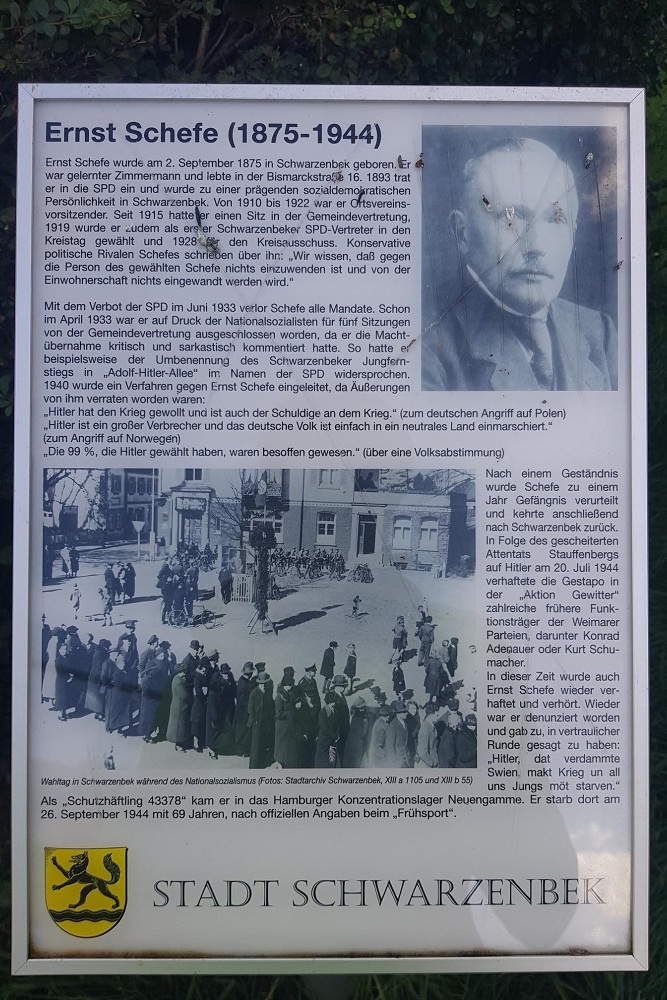 Ernst Schefe (1875-1944)
Ernst Schefe wurde am 2. September 1875 in Schwarzenbek geboren. Er
war gelernter Zimmermann und lebte in der Bismarckstraße 16. 1893 trat
er in die SPD ein und wurde zu einer prägenden sozialdemokratischen
Persönlichkeit in Schwarzenbek. Von 1910 bis 1922 war er Ortsvereins-
vorsitzender. Seit 1915 hatte er einen Sitz in der Gemeindevertretung,
1919 wurde er zudem als erster Schwarzenbeker SPD-Vertreter in den
Kreistag gewählt und 1928 für den Kreisausschuss. Konservative
politische Rivalen Schefes schrieben über ihn: „Wir wissen, daß gegen
die Person des gewählten Schefe nichts einzuwenden ist und von der
Einwohnerschaft nichts eingewandt werden wird.“
Mit dem Verbot der SPD im Juni 1933 verlor Schefe alle Mandate. Schon
im April 1933 war er auf Druck der Nationalsozialisten für fünf Sitzungen
von der Gemeindevertretung ausgeschlossen worden, da er die Macht-
übernahme kritisch und sarkastisch kommentiert hatte. So hatte er
beispielsweise der Umbenennung des Schwarzenbeker Jungfern-
stiegs in „Adolf-Hitler-Allee“ im Namen der SPD widersprochen.
1940 wurde ein Verfahren gegen Ernst Schefe eingeleitet, da Äußerungen
von ihm verraten worden waren:
„Hitler hat den Krieg gewollt und ist auch der Schuldige an dem Krieg.“ (zum deutschen Angriff auf Polen)
„Hitler ist ein großer Verbrecher und das deutsche Volk ist einfach in ein neutrales Land einmarschiert.“
(zum Angriff auf Norwegen)
„Die 99 %, die Hitler gewählt haben, waren besoffen gewesen.“ (über eine Volksabstimmung)
Nach einem Geständnis
wurde Schefe zu einem
Jahr Gefängnis verurteilt
und kehrte anschließend
nach Schwarzenbek zurück.
In Folge des gescheiterten
Attentats Stauffenbergs
auf Hitler am 20. Juli 1944
verhaftete die Gestapo in
der „Aktion Gewitter“
zahlreiche frühere Funk-
tionsträger der Weimarer
Parteien, darunter Konrad
Adenauer oder Kurt Schu-
macher.
In dieser Zeit wurde auch
Ernst Schefe wieder ver-
haftet und verhört. Wieder
war er denunziert worden
und gab zu, in vertraulicher
Runde gesagt zu haben:
„Hitler, dat verdammte
Swien, makt Krieg un all
uns Jungs möt starven.“
Wahltag in Schwarzenbek während des Nationalsozialismus (Fotos: Stadtarchiv Schwarzenbek, XIII a 1105 und XIII b 55)
Als „Schutzhäftling 43378“ kam er in das Hamburger Konzentrationslager Neuengamme. Er starb dort am
26. September 1944 mit 69 Jahren, nach offiziellen Angaben beim „Frühsport“.
STADT SCHWARZENBEK